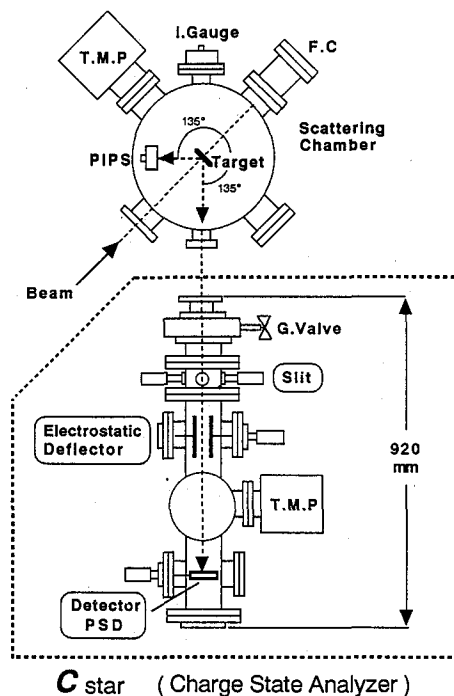 I.Gauge
T.M.P
F.C
135°
Scattering
Chamber
PIPS
Target
135°
Beam
G.Valve
Slit
Electrostatic
Deflector
920
mm
T.M.P
Detector
PSD
C star ( Charge State Analyzer )